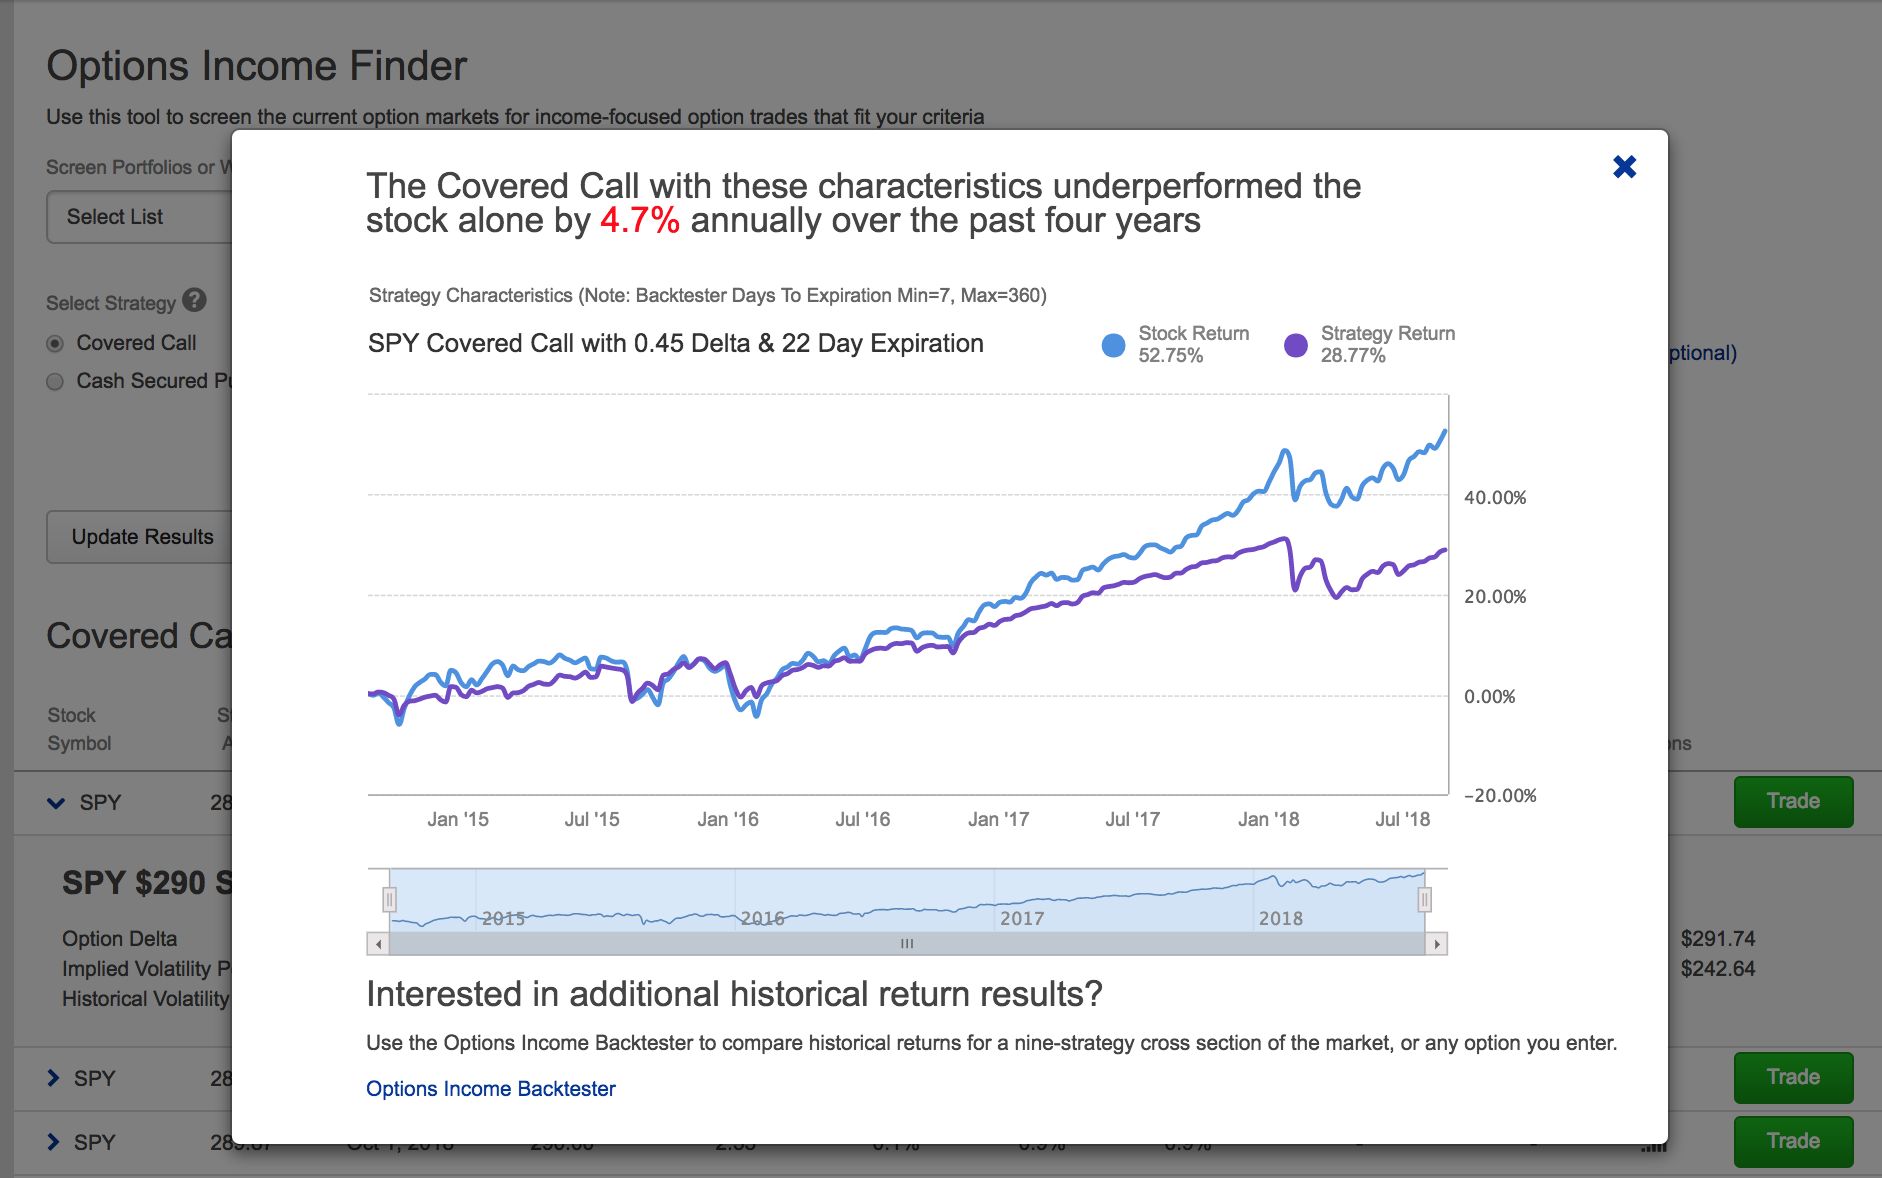 Options Income Finder
Use this tool to screen the current option markets for income-focused option trades that fit your criteria
Screen Portfolios or
Select List
Select Strategy ?
Covered Call
Cash Secured
ptional)
Update Results
Covered Ca
Stock
Symbol
The Covered Call with these characteristics underperformed the
stock alone by 4.7% annually over the past four years
Strategy Characteristics (Note: Backtester Days To Expiration Min=7, Max=360)
SPY Covered Call with 0.45 Delta & 22 Day Expiration
Stock Return
52.75%
Strategy Return
28.77%
40.00%
20.00%
0.00%
−20.00%
Jan '15 Jul '15 Jan '16 Jul '16 Jan '17 Jul '17 Jan '18 Jul '18
2015 2016 2017 2018
Interested in additional historical return results?
Use the Options Income Backtester to compare historical returns for a nine-strategy cross section of the market, or any option you enter.
Options Income Backtester
ons
SPY 28 Trade
SPY $290 S
Option Delta $291.74
Implied Volatility P $242.64
Historical Volatility
SPY 28 Trade
SPY Trade